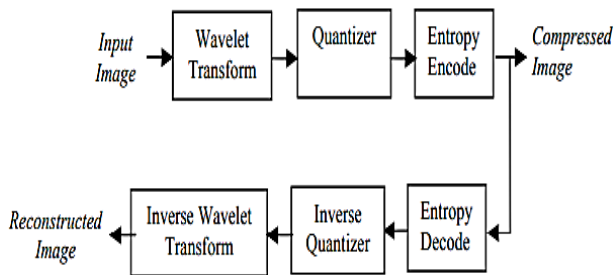 Input
Image
Wavelet
Transform
Quantizer
Entropy
Encode
Compressed
Image
Reconstructed
Image
Inverse Wavelet
Transform
Inverse
Quantizer
Entropy
Decode